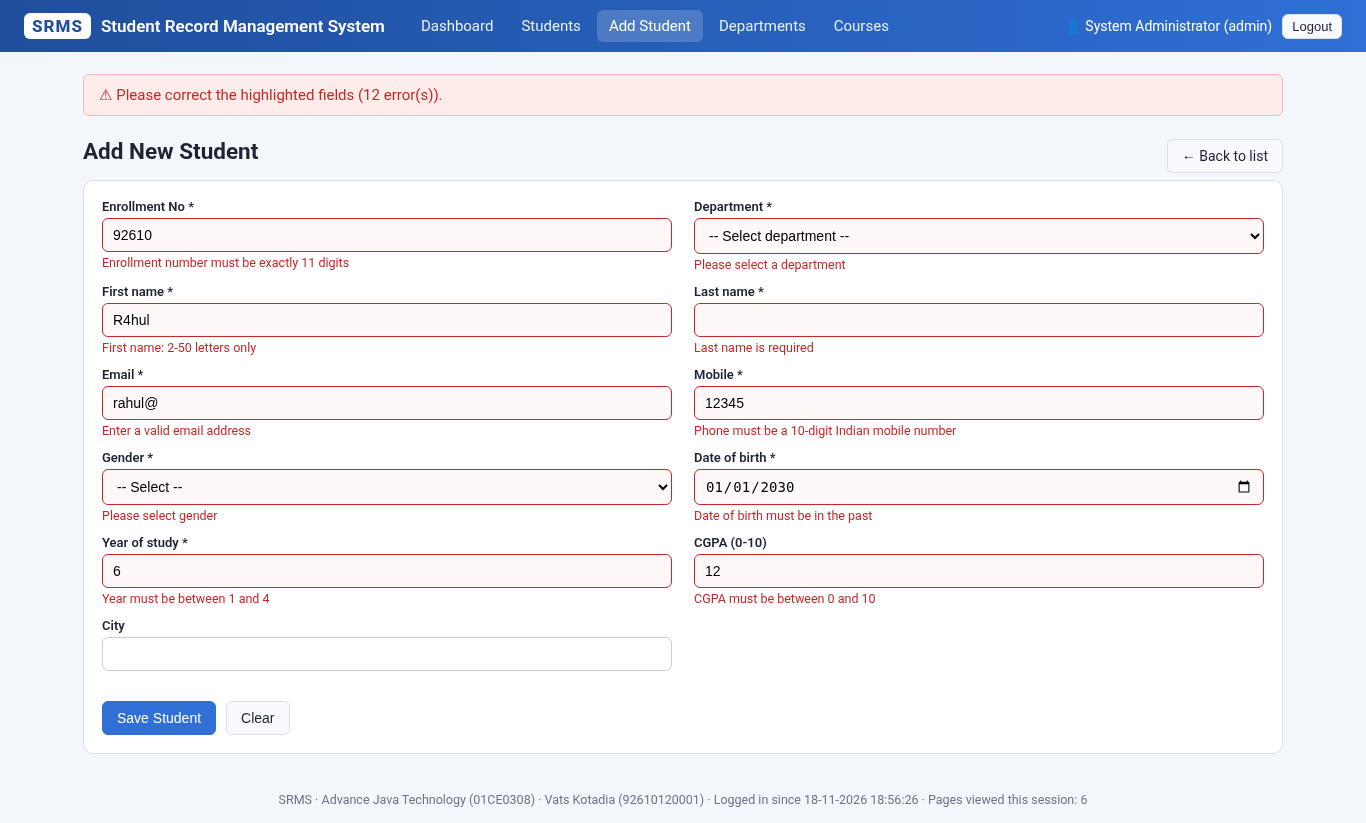 SRMS Student Record Management System Dashboard Students Add Student Departments Courses System Administrator (admin) Logout
⚠ Please correct the highlighted fields (12 error(s)).
Add New Student
← Back to list
Enrollment No * Department *
92610 -- Select department --
Enrollment number must be exactly 11 digits Please select a department
First name * Last name *
R4hul
First name: 2-50 letters only Last name is required
Email * Mobile *
rahul@ 12345
Enter a valid email address Phone must be a 10-digit Indian mobile number
Gender * Date of birth *
-- Select -- 01/01/2030
Please select gender Date of birth must be in the past
Year of study * CGPA (0-10)
6 12
Year must be between 1 and 4 CGPA must be between 0 and 10
City
Save Student Clear
SRMS · Advance Java Technology (01CE0308) · Vats Kotadia (92610120001) · Logged in since 18-11-2026 18:56:26 · Pages viewed this session: 6